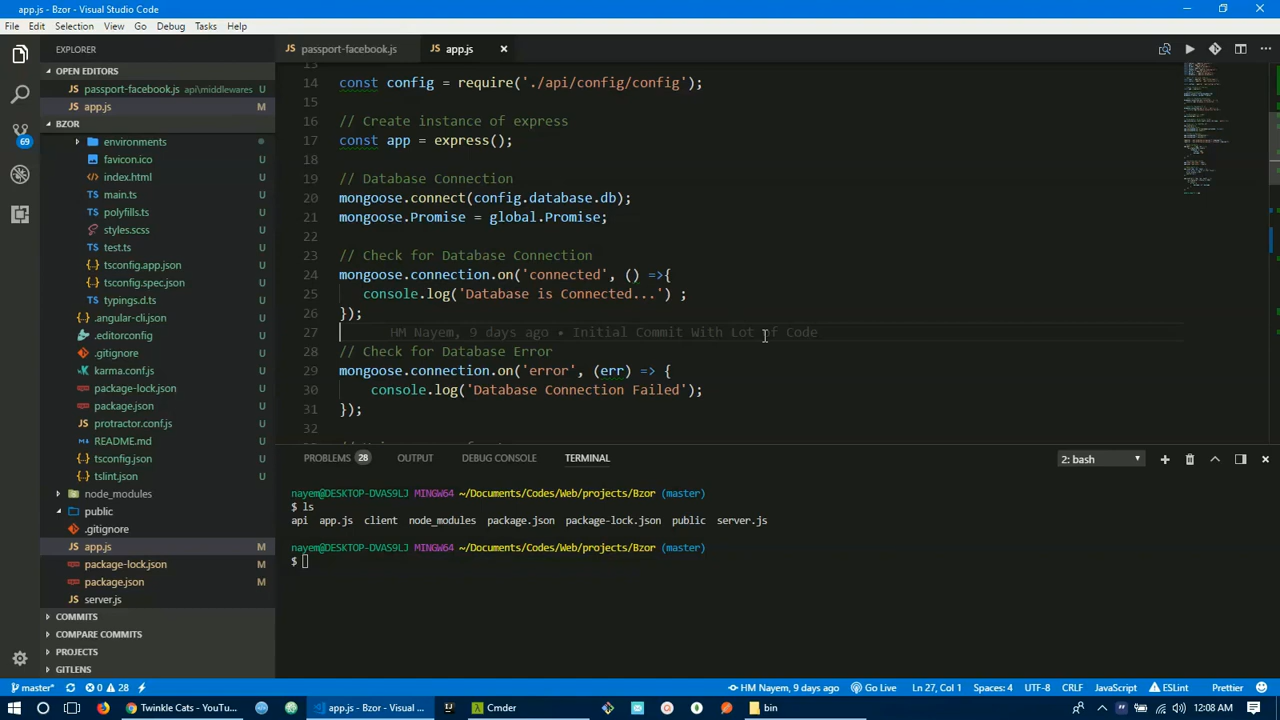 app.js - Bzor - Visual Studio Code
File Edit Selection View Go Debug Tasks Help
EXPLORER
OPEN EDITORS
passport-facebook.js api\middlewares U
app.js M
BZOR
environments
favicon.ico U
index.html U
main.ts U
polyfills.ts U
styles.scss U
test.ts U
tsconfig.app.json U
tsconfig.spec.json U
typings.d.ts U
.angular-cli.json U
.editorconfig U
.gitignore U
karma.conf.js U
package-lock.json U
package.json U
protractor.conf.js U
README.md U
tsconfig.json U
tslint.json U
node_modules
public
.gitignore
app.js M
package-lock.json M
package.json M
server.js
COMMITS
COMPARE COMMITS
PROJECTS
GITLENS
69
passport-facebook.js app.js
13
14 const config = require('./api/config/config');
15
16 // Create instance of express
17 const app = express();
18
19 // Database Connection
20 mongoose.connect(config.database.db);
21 mongoose.Promise = global.Promise;
22
23 // Check for Database Connection
24 mongoose.connection.on('connected', () =>{
25 console.log('Database is Connected...') ;
26 });
27 HM Nayem, 9 days ago • Initial Commit With Lot of Code
28 // Check for Database Error
29 mongoose.connection.on('error', (err) => {
30 console.log('Database Connection Failed');
31 });
32
PROBLEMS 28 OUTPUT DEBUG CONSOLE TERMINAL 2: bash
nayem@DESKTOP-DVAS9LJ MINGW64 ~/Documents/Codes/Web/projects/Bzor (master)
$ ls
api app.js client node_modules package.json package-lock.json public server.js
nayem@DESKTOP-DVAS9LJ MINGW64 ~/Documents/Codes/Web/projects/Bzor (master)
$
master* 0 28 HM Nayem, 9 days ago Go Live Ln 27, Col 1 Spaces: 4 UTF-8 CRLF JavaScript ESLint Prettier
Twinkle Cats - YouTu... app.js - Bzor - Visual ... Cmder bin 12:08 AM